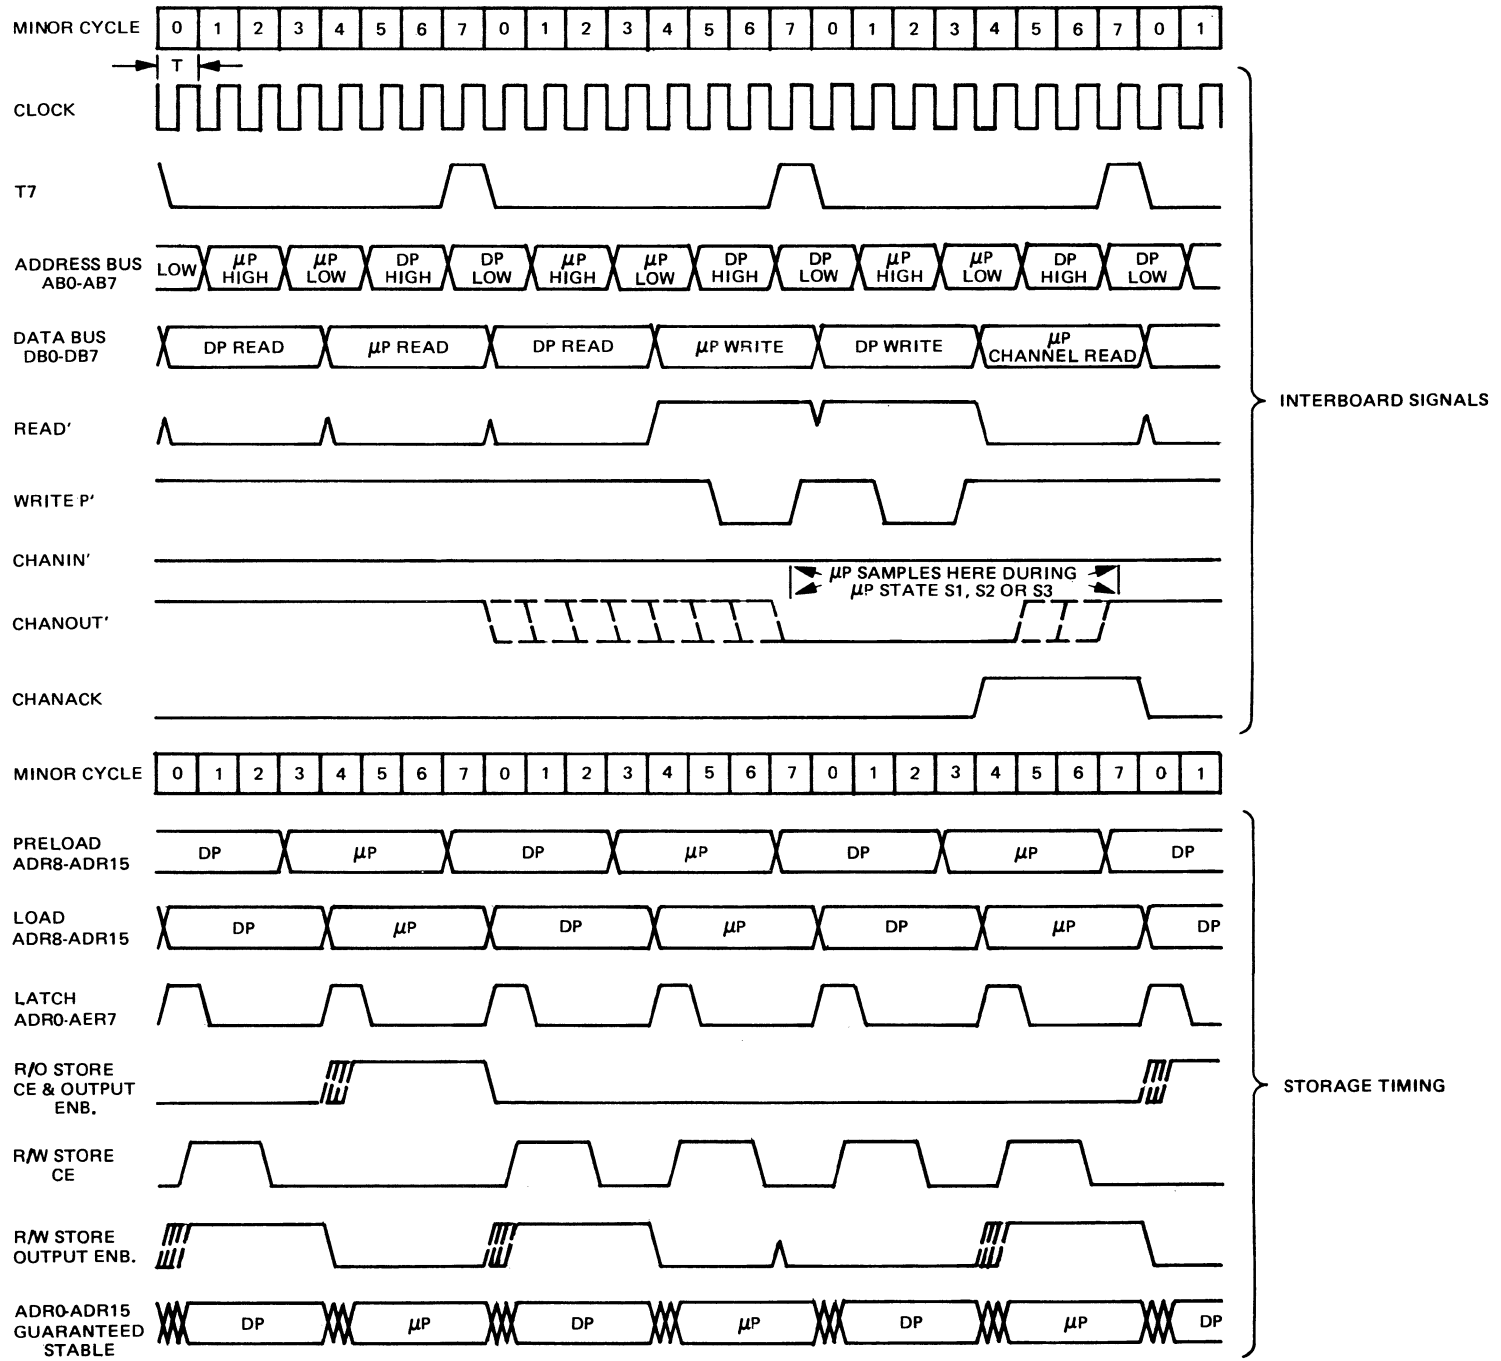 MINOR CYCLE 0 1 2 3 4 5 6 7 0 1 2 3 4 5 6 7 0 1 2 3 4 5 6 7 0 1
T
CLOCK
T7
ADDRESS BUS
AB0-AB7
LOW
μP HIGH
μP LOW
DP HIGH
DP LOW
μP HIGH
μP LOW
DP HIGH
DP LOW
μP HIGH
μP LOW
DP HIGH
DP LOW
DATA BUS
DB0-DB7
DP READ
μP READ
DP READ
μP WRITE
DP WRITE
μP
CHANNEL READ
READ'
INTERBOARD SIGNALS
WRITE P'
CHANIN'
μP SAMPLES HERE DURING
μP STATE S1, S2 OR S3
CHANOUT'
CHANACK
MINOR CYCLE 0 1 2 3 4 5 6 7 0 1 2 3 4 5 6 7 0 1 2 3 4 5 6 7 0 1
PRELOAD
ADR8-ADR15
DP μP DP μP DP μP DP
LOAD
ADR8-ADR15
DP μP DP μP DP μP DP
LATCH
ADR0-AER7
R/O STORE
CE & OUTPUT
ENB.
STORAGE TIMING
R/W STORE
CE
R/W STORE
OUTPUT ENB.
ADR0-ADR15
GUARANTEED
STABLE
DP μP DP μP DP μP DP